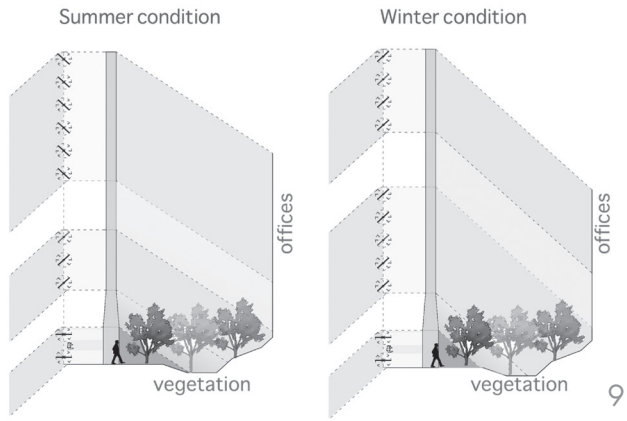 Summer condition
Winter condition
offices
offices
vegetation
vegetation
9